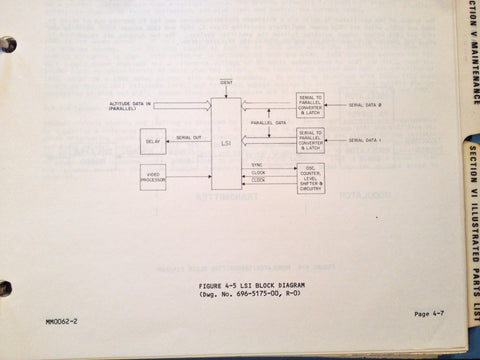 IDENT
ALTITUDE DATA IN
(PARALLEL)
SERIAL TO
PARALLEL
CONVERTER
& LATCH
SERIAL DATA 0
PARALLEL DATA
DELAY
SERIAL OUT
LSI
SERIAL TO
PARALLEL
CONVERTER
& LATCH
SERIAL DATA 1
VIDEO
PROCESSOR
SYNC
CLOCK
CLOCK
OSC,
COUNTER,
LEVEL
SHIFTER &
CIRCUITRY
FIGURE 4-5 LSI BLOCK DIAGRAM
(Dwg. No. 696-5175-00, R-0)
MM0062-2
Page 4-7
SECTION V MAINTENANCE
SECTION VI ILLUSTRATED PARTS LIST